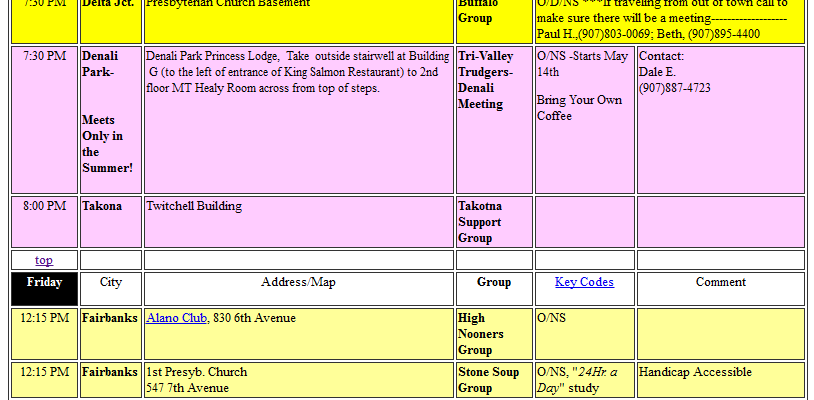 7:30 PM
Delta Jct.
Presbyterian Church Basement
Buffalo
Group
O/D/NS ***If traveling from out of town call to
make sure there will be a meeting--------------------
Paul H.,(907)803-0069; Beth, (907)895-4400
7:30 PM
Denali
Park-
Meets
Only in
the
Summer!
Denali Park Princess Lodge, Take outside stairwell at Building
G (to the left of entrance of King Salmon Restaurant) to 2nd
floor MT Healy Room across from top of steps.
Tri-Valley
Trudgers-
Denali
Meeting
O/NS -Starts May
14th
Bring Your Own
Coffee
Contact:
Dale E.
(907)887-4723
8:00 PM
Takona
Twitchell Building
Takotna
Support
Group
top
Friday
City
Address/Map
Group
Key Codes
Comment
12:15 PM
Fairbanks
Alano Club, 830 6th Avenue
High
Nooners
Group
O/NS
12:15 PM
Fairbanks
1st Presyb. Church
547 7th Avenue
Stone Soup
Group
O/NS, "24Hr. a
Day" study
Handicap Accessible